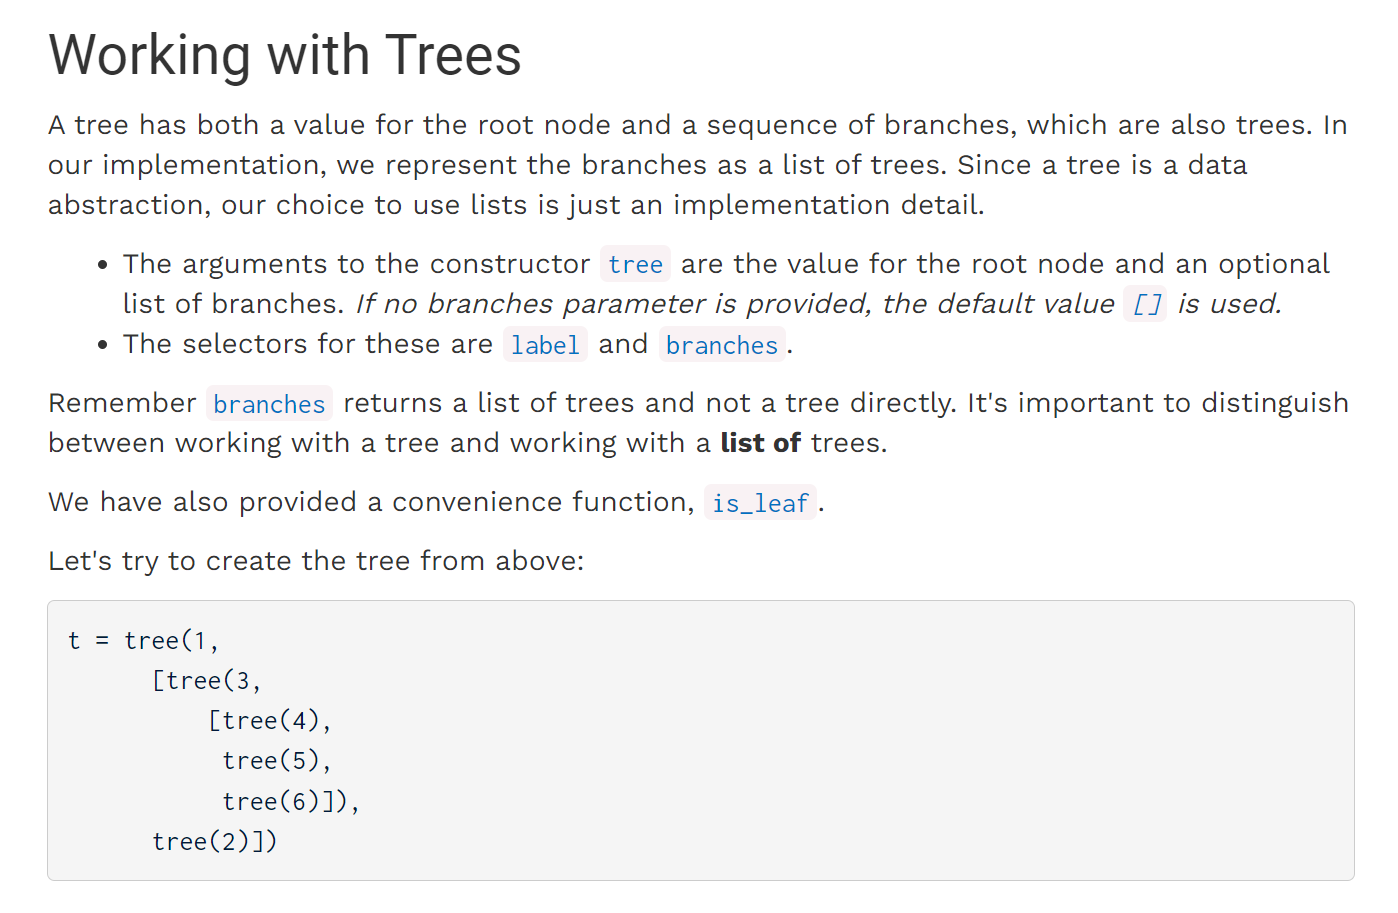 Working with Trees
A tree has both a value for the root node and a sequence of branches, which are also trees. In
our implementation, we represent the branches as a list of trees. Since a tree is a data
abstraction, our choice to use lists is just an implementation detail.
• The arguments to the constructor tree are the value for the root node and an optional
list of branches. If no branches parameter is provided, the default value [] is used.
• The selectors for these are label and branches.
Remember branches returns a list of trees and not a tree directly. It's important to distinguish
between working with a tree and working with a list of trees.
We have also provided a convenience function, is_leaf.
Let's try to create the tree from above:
t = tree(1,
      [tree(3,
          [tree(4),
           tree(5),
           tree(6)]),
      tree(2)])